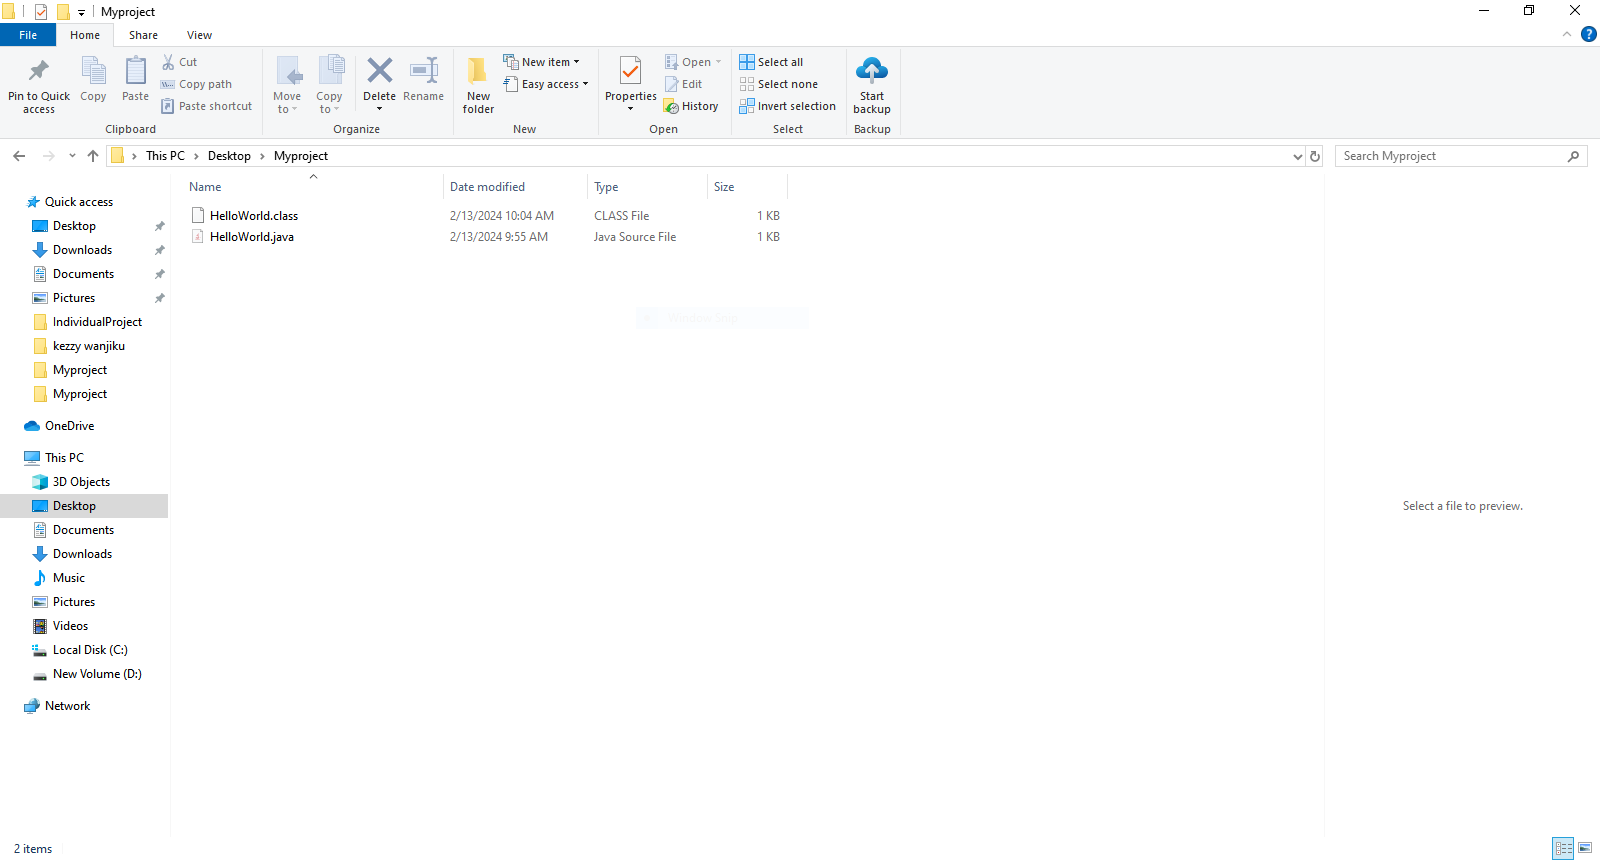 Myproject
File Home Share View
Pin to Quick access
Copy
Paste
Cut
Copy path
Paste shortcut
Clipboard
Move to
Copy to
Delete
Rename
Organize
New folder
New item
Easy access
New
Properties
Open
Edit
History
Open
Select all
Select none
Invert selection
Select
Start backup
Backup
This PC > Desktop > Myproject
Search Myproject
Quick access
Desktop
Downloads
Documents
Pictures
IndividualProject
kezzy wanjiku
Myproject
Myproject
OneDrive
This PC
3D Objects
Desktop
Documents
Downloads
Music
Pictures
Videos
Local Disk (C:)
New Volume (D:)
Network
Name Date modified Type Size
HelloWorld.class 2/13/2024 10:04 AM CLASS File 1 KB
HelloWorld.java 2/13/2024 9:55 AM Java Source File 1 KB
Window Snip
Select a file to preview.
2 items